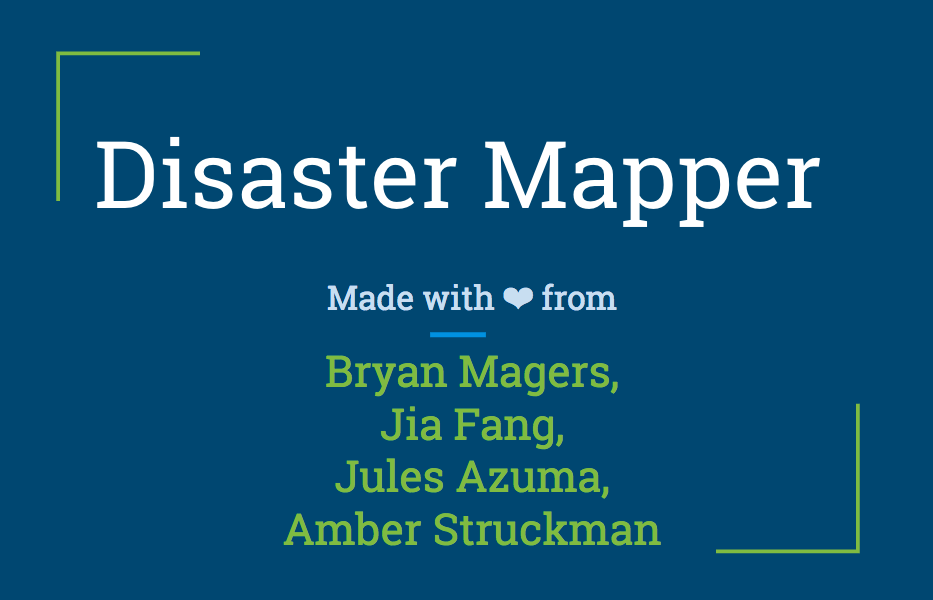 Disaster Mapper
Made with ❤ from
Bryan Magers,
Jia Fang,
Jules Azuma,
Amber Struckman